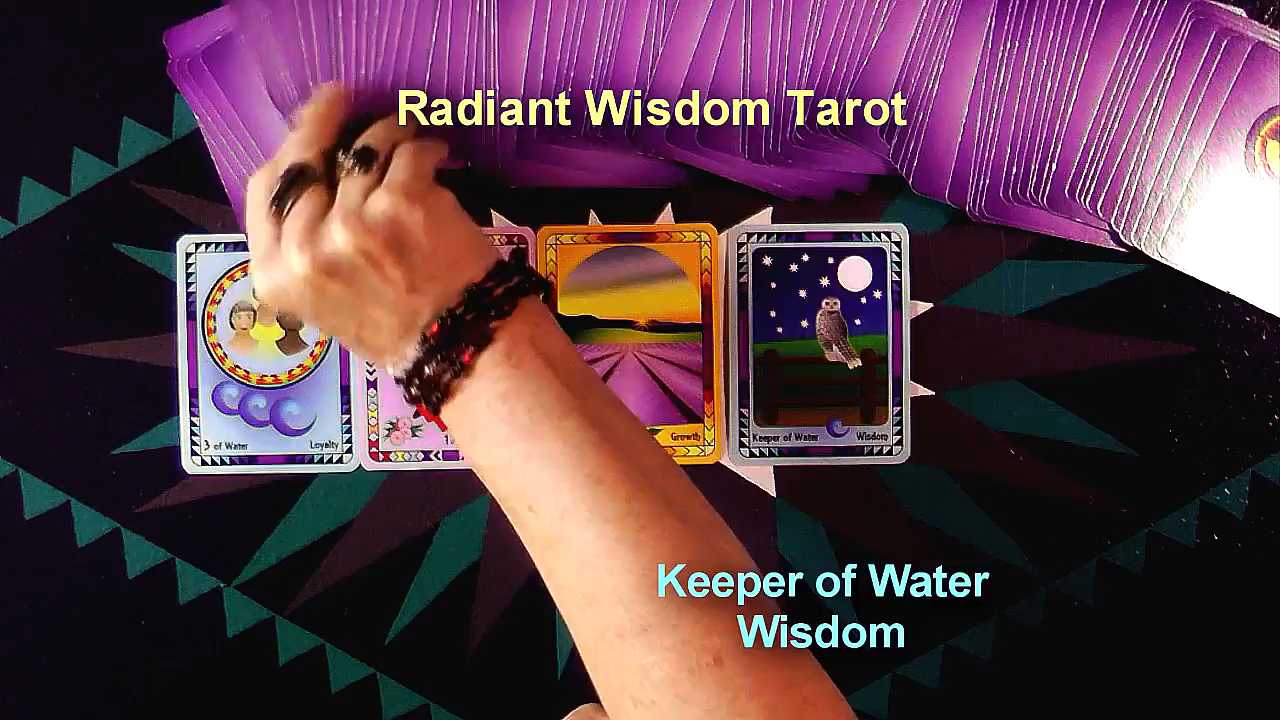 Radiant Wisdom Tarot
3 of Water Loyalty
Growth
Keeper of Water Wisdom
Keeper of Water
Wisdom